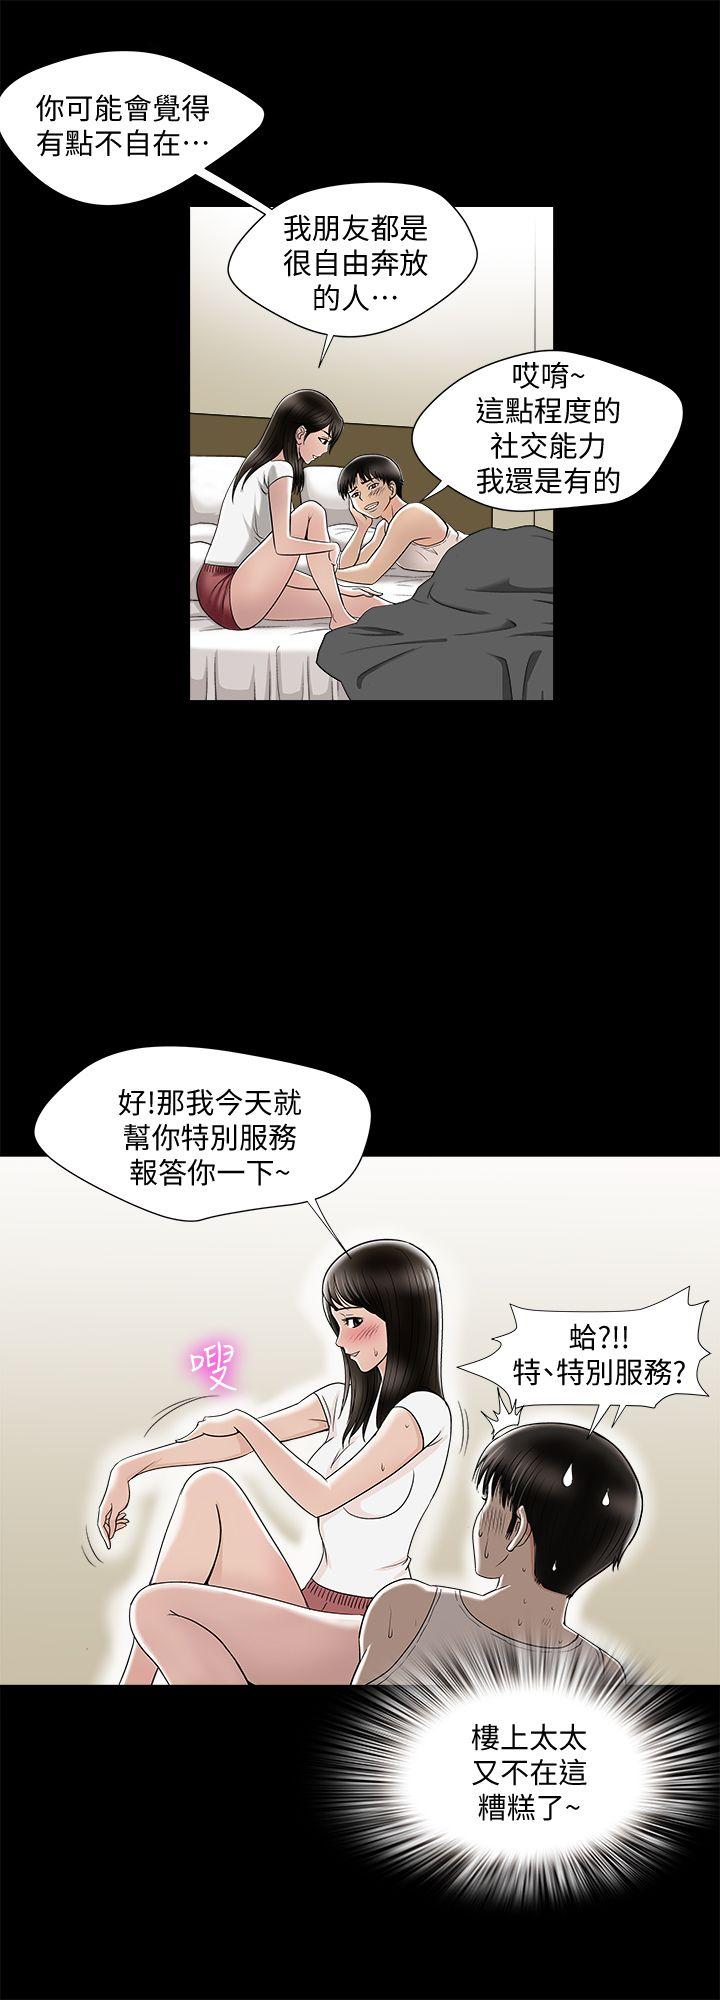 你可能會覺得
有點不自在⋯
我朋友都是
很自由奔放
的人⋯
哎唷~
這點程度的
社交能力
我還是有的
好!那我今天就
幫你特別服務
報答你一下~
嗖
蛤?!!
特、特別服務?
樓上太太
又不在這
糟糕了~